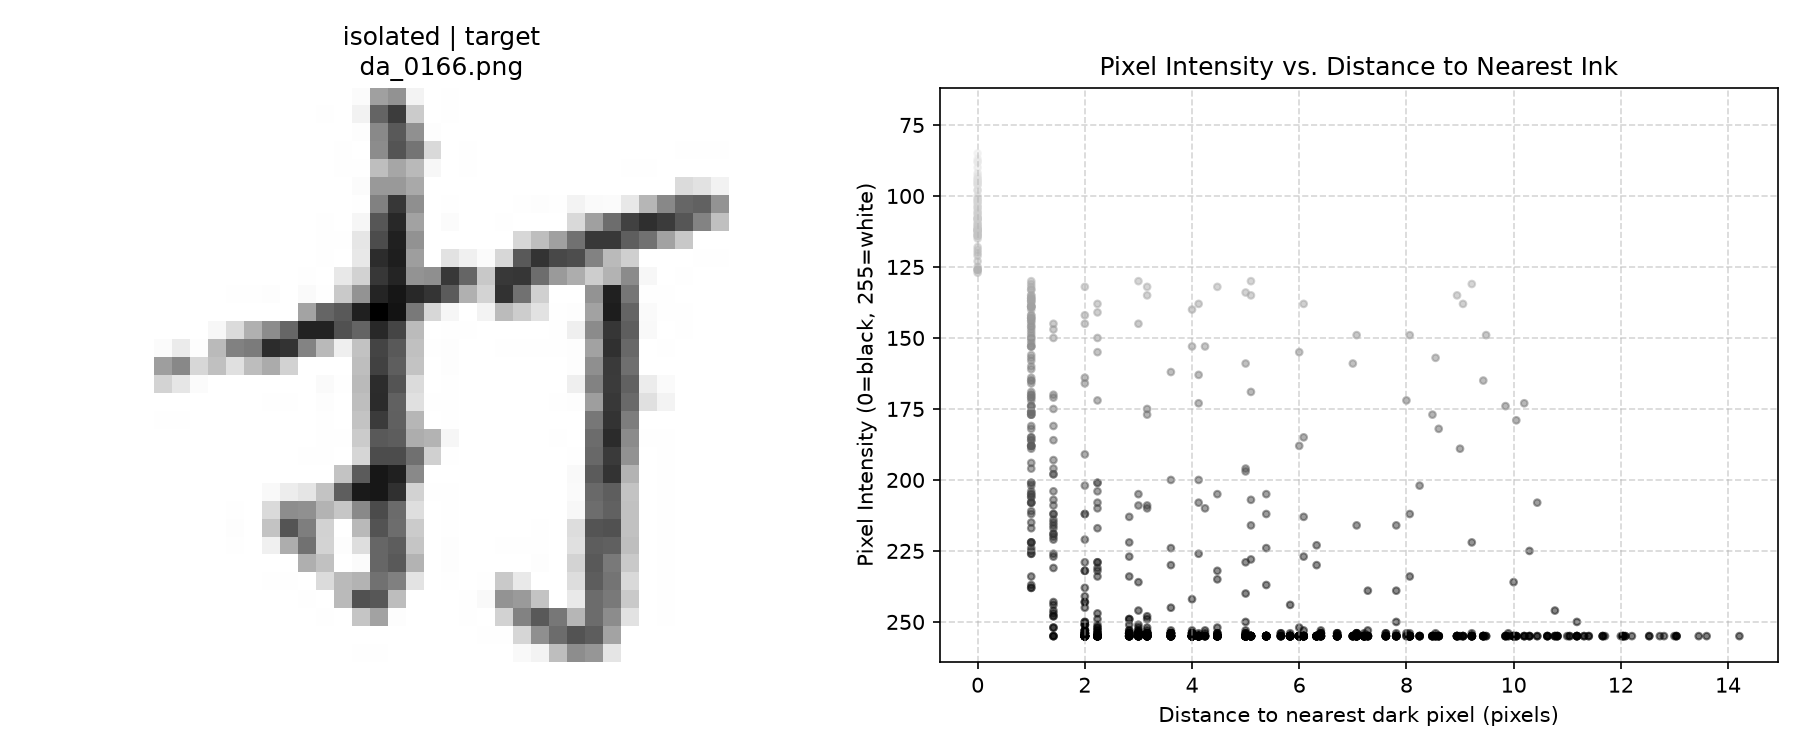 isolated | target
da_0166.png
打
Pixel Intensity vs. Distance to Nearest Ink
Pixel Intensity (0=black, 255=white)
75
100
125
150
175
200
225
250
0 2 4 6 8 10 12 14
Distance to nearest dark pixel (pixels)